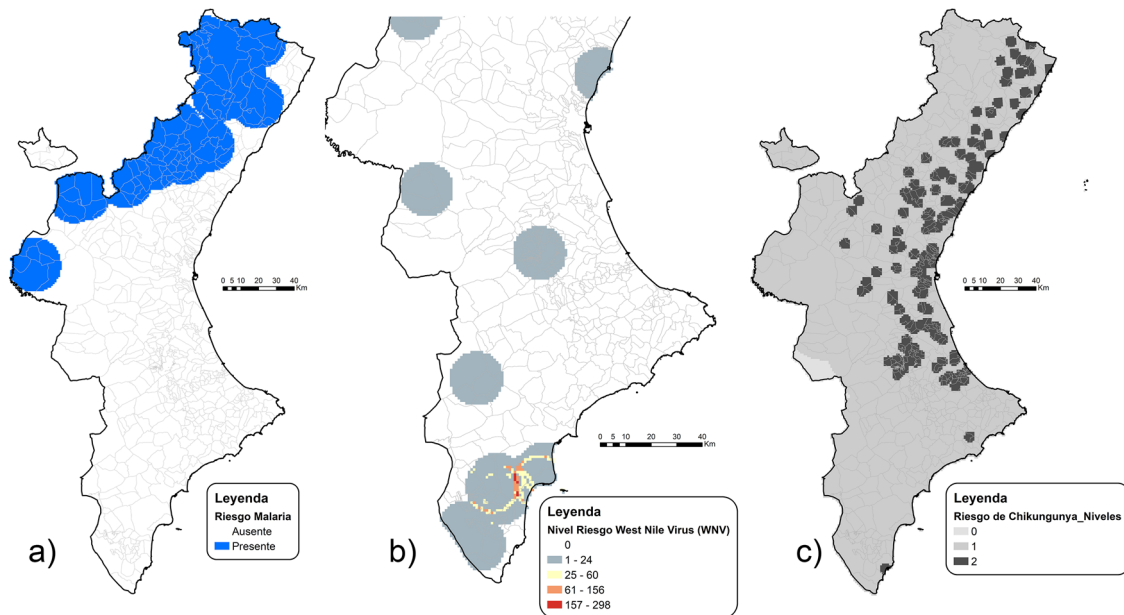 0 5 10 20 30 40
Km
a)
Leyenda
Riesgo Malaria
Ausente
Presente
0 5 10 20 30 40
Km
b)
Leyenda
Nivel Riesgo West Nile Virus (WNV)
0
1 - 24
25 - 60
61 - 156
157 - 298
0 5 10 20 30 40
Km
c)
Leyenda
Riesgo de Chikungunya_Niveles
0
1
2